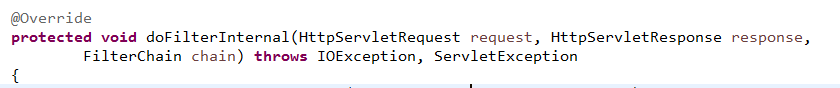 @Override
protected void doFilterInternal(HttpServletRequest request, HttpServletResponse response,
FilterChain chain) throws IOException, ServletException
{